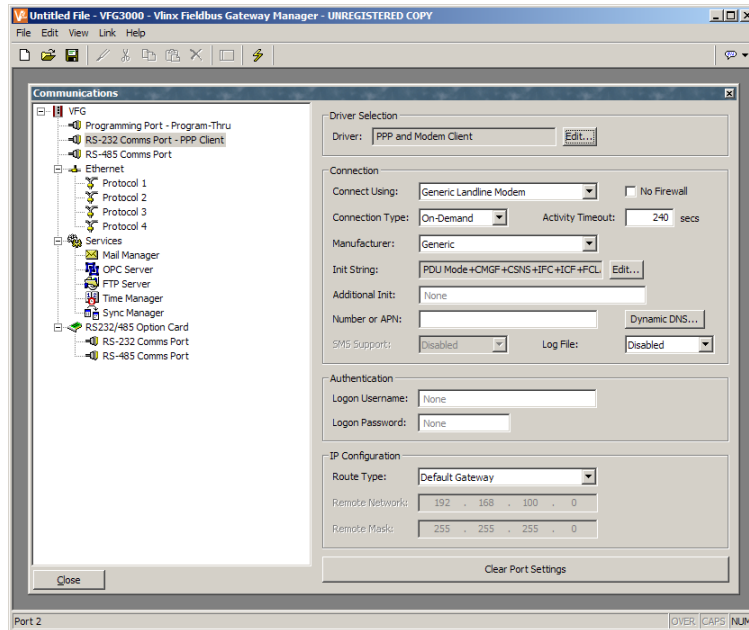 Untitled File - VFG3000 - Vlinx Fieldbus Gateway Manager - UNREGISTERED COPY
File Edit View Link Help
Communications
VFG
Programming Port - Program-Thru
RS-232 Comms Port - PPP Client
RS-485 Comms Port
Ethernet
Protocol 1
Protocol 2
Protocol 3
Protocol 4
Services
Mail Manager
OPC Server
FTP Server
Time Manager
Sync Manager
RS232/485 Option Card
RS-232 Comms Port
RS-485 Comms Port
Close
Driver Selection
Driver: PPP and Modem Client Edit...
Connection
Connect Using: Generic Landline Modem No Firewall
Connection Type: On-Demand Activity Timeout: 240 secs
Manufacturer: Generic
Init String: PDU Mode+CMGF+CSNS+IFC+ICF+FCL. Edit...
Additional Init: None
Number or APN: Dynamic DNS...
SMS Support: Disabled Log File: Disabled
Authentication
Logon Username: None
Logon Password: None
IP Configuration
Route Type: Default Gateway
Remote Network: 192 . 168 . 100 . 0
Remote Mask: 255 . 255 . 255 . 0
Clear Port Settings
Port 2 OVER CAPS NUM